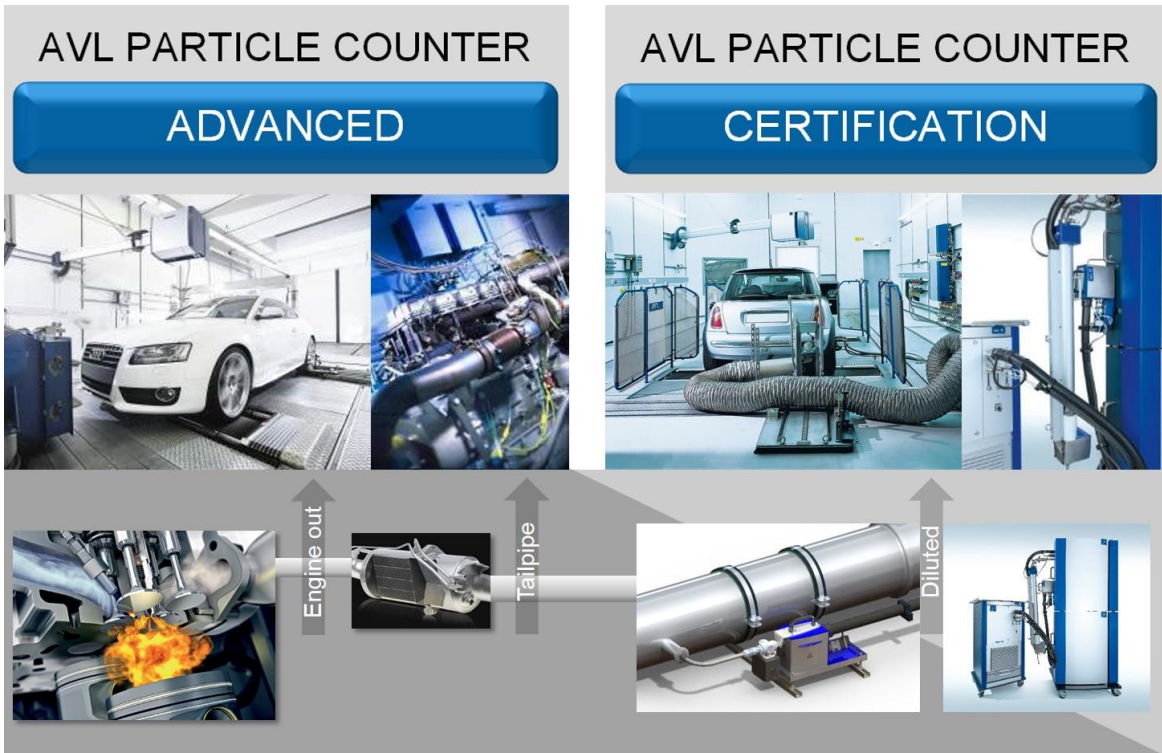 AVL PARTICLE COUNTER
ADVANCED
AVL PARTICLE COUNTER
CERTIFICATION
Engine out
Tailpipe
Diluted